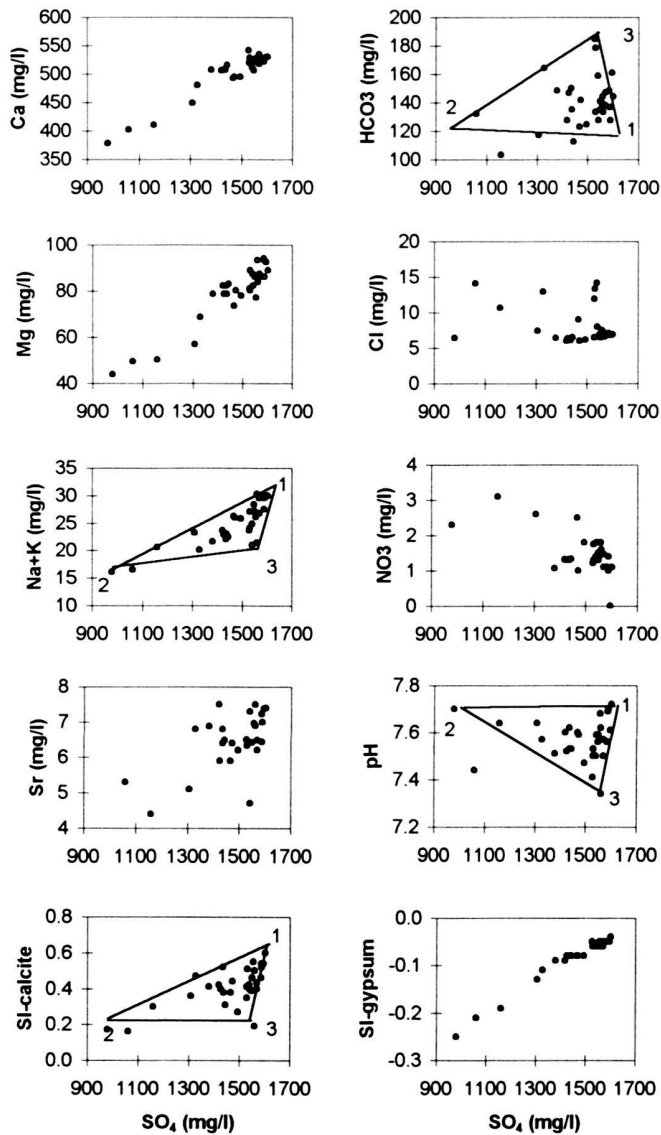 600
550
500
450
400
350
Ca (mg/l)
900 1100 1300 1500 1700
200
180
160
140
120
100
HCO3 (mg/l)
3
2
1
900 1100 1300 1500 1700
100
80
60
40
Mg (mg/l)
900 1100 1300 1500 1700
20
15
10
5
0
Cl (mg/l)
900 1100 1300 1500 1700
35
30
25
20
15
10
Na+K (mg/l)
1
2
3
900 1100 1300 1500 1700
4
3
2
1
0
NO3 (mg/l)
900 1100 1300 1500 1700
8
7
6
5
4
Sr (mg/l)
900 1100 1300 1500 1700
7.8
7.6
7.4
7.2
pH
1
2
3
900 1100 1300 1500 1700
0.8
0.6
0.4
0.2
0.0
SI-calcite
1
2
3
900 1100 1300 1500 1700
SO₄ (mg/l)
0.0
-0.1
-0.2
-0.3
SI-gypsum
900 1100 1300 1500 1700
SO₄ (mg/l)